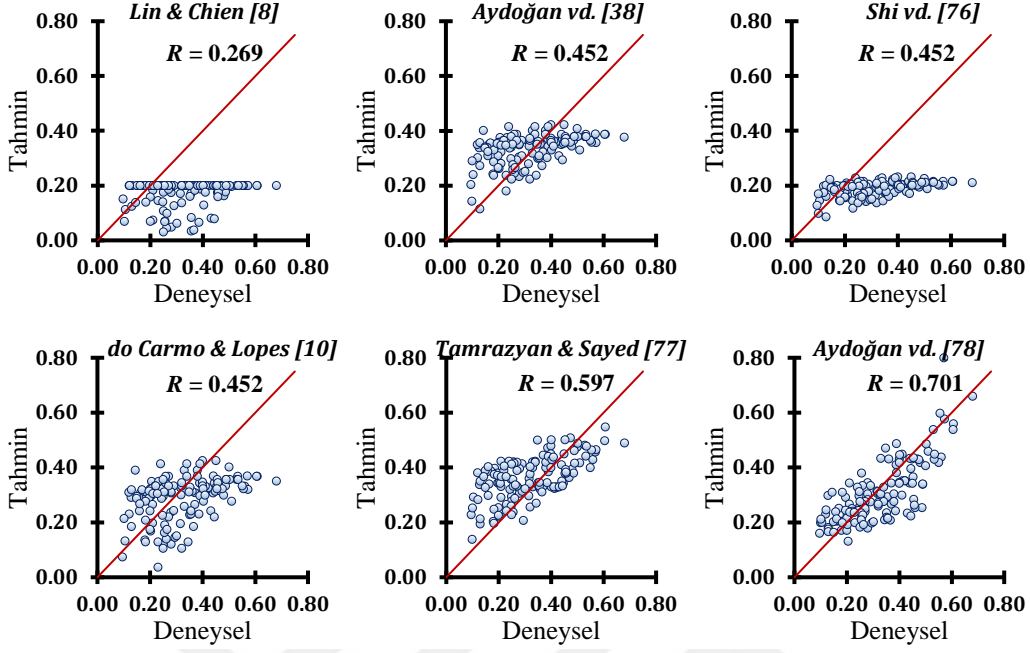 Lin & Chien [8]
R = 0.269
Tahmin
0.80
0.60
0.40
0.20
0.00
0.00 0.20 0.40 0.60 0.80
Deneysel
Aydoğan vd. [38]
R = 0.452
Tahmin
0.80
0.60
0.40
0.20
0.00
0.00 0.20 0.40 0.60 0.80
Deneysel
Shi vd. [76]
R = 0.452
Tahmin
0.80
0.60
0.40
0.20
0.00
0.00 0.20 0.40 0.60 0.80
Deneysel
do Carmo & Lopes [10]
R = 0.452
Tahmin
0.80
0.60
0.40
0.20
0.00
0.00 0.20 0.40 0.60 0.80
Deneysel
Tamrazyan & Sayed [77]
R = 0.597
Tahmin
0.80
0.60
0.40
0.20
0.00
0.00 0.20 0.40 0.60 0.80
Deneysel
Aydoğan vd. [78]
R = 0.701
Tahmin
0.80
0.60
0.40
0.20
0.00
0.00 0.20 0.40 0.60 0.80
Deneysel